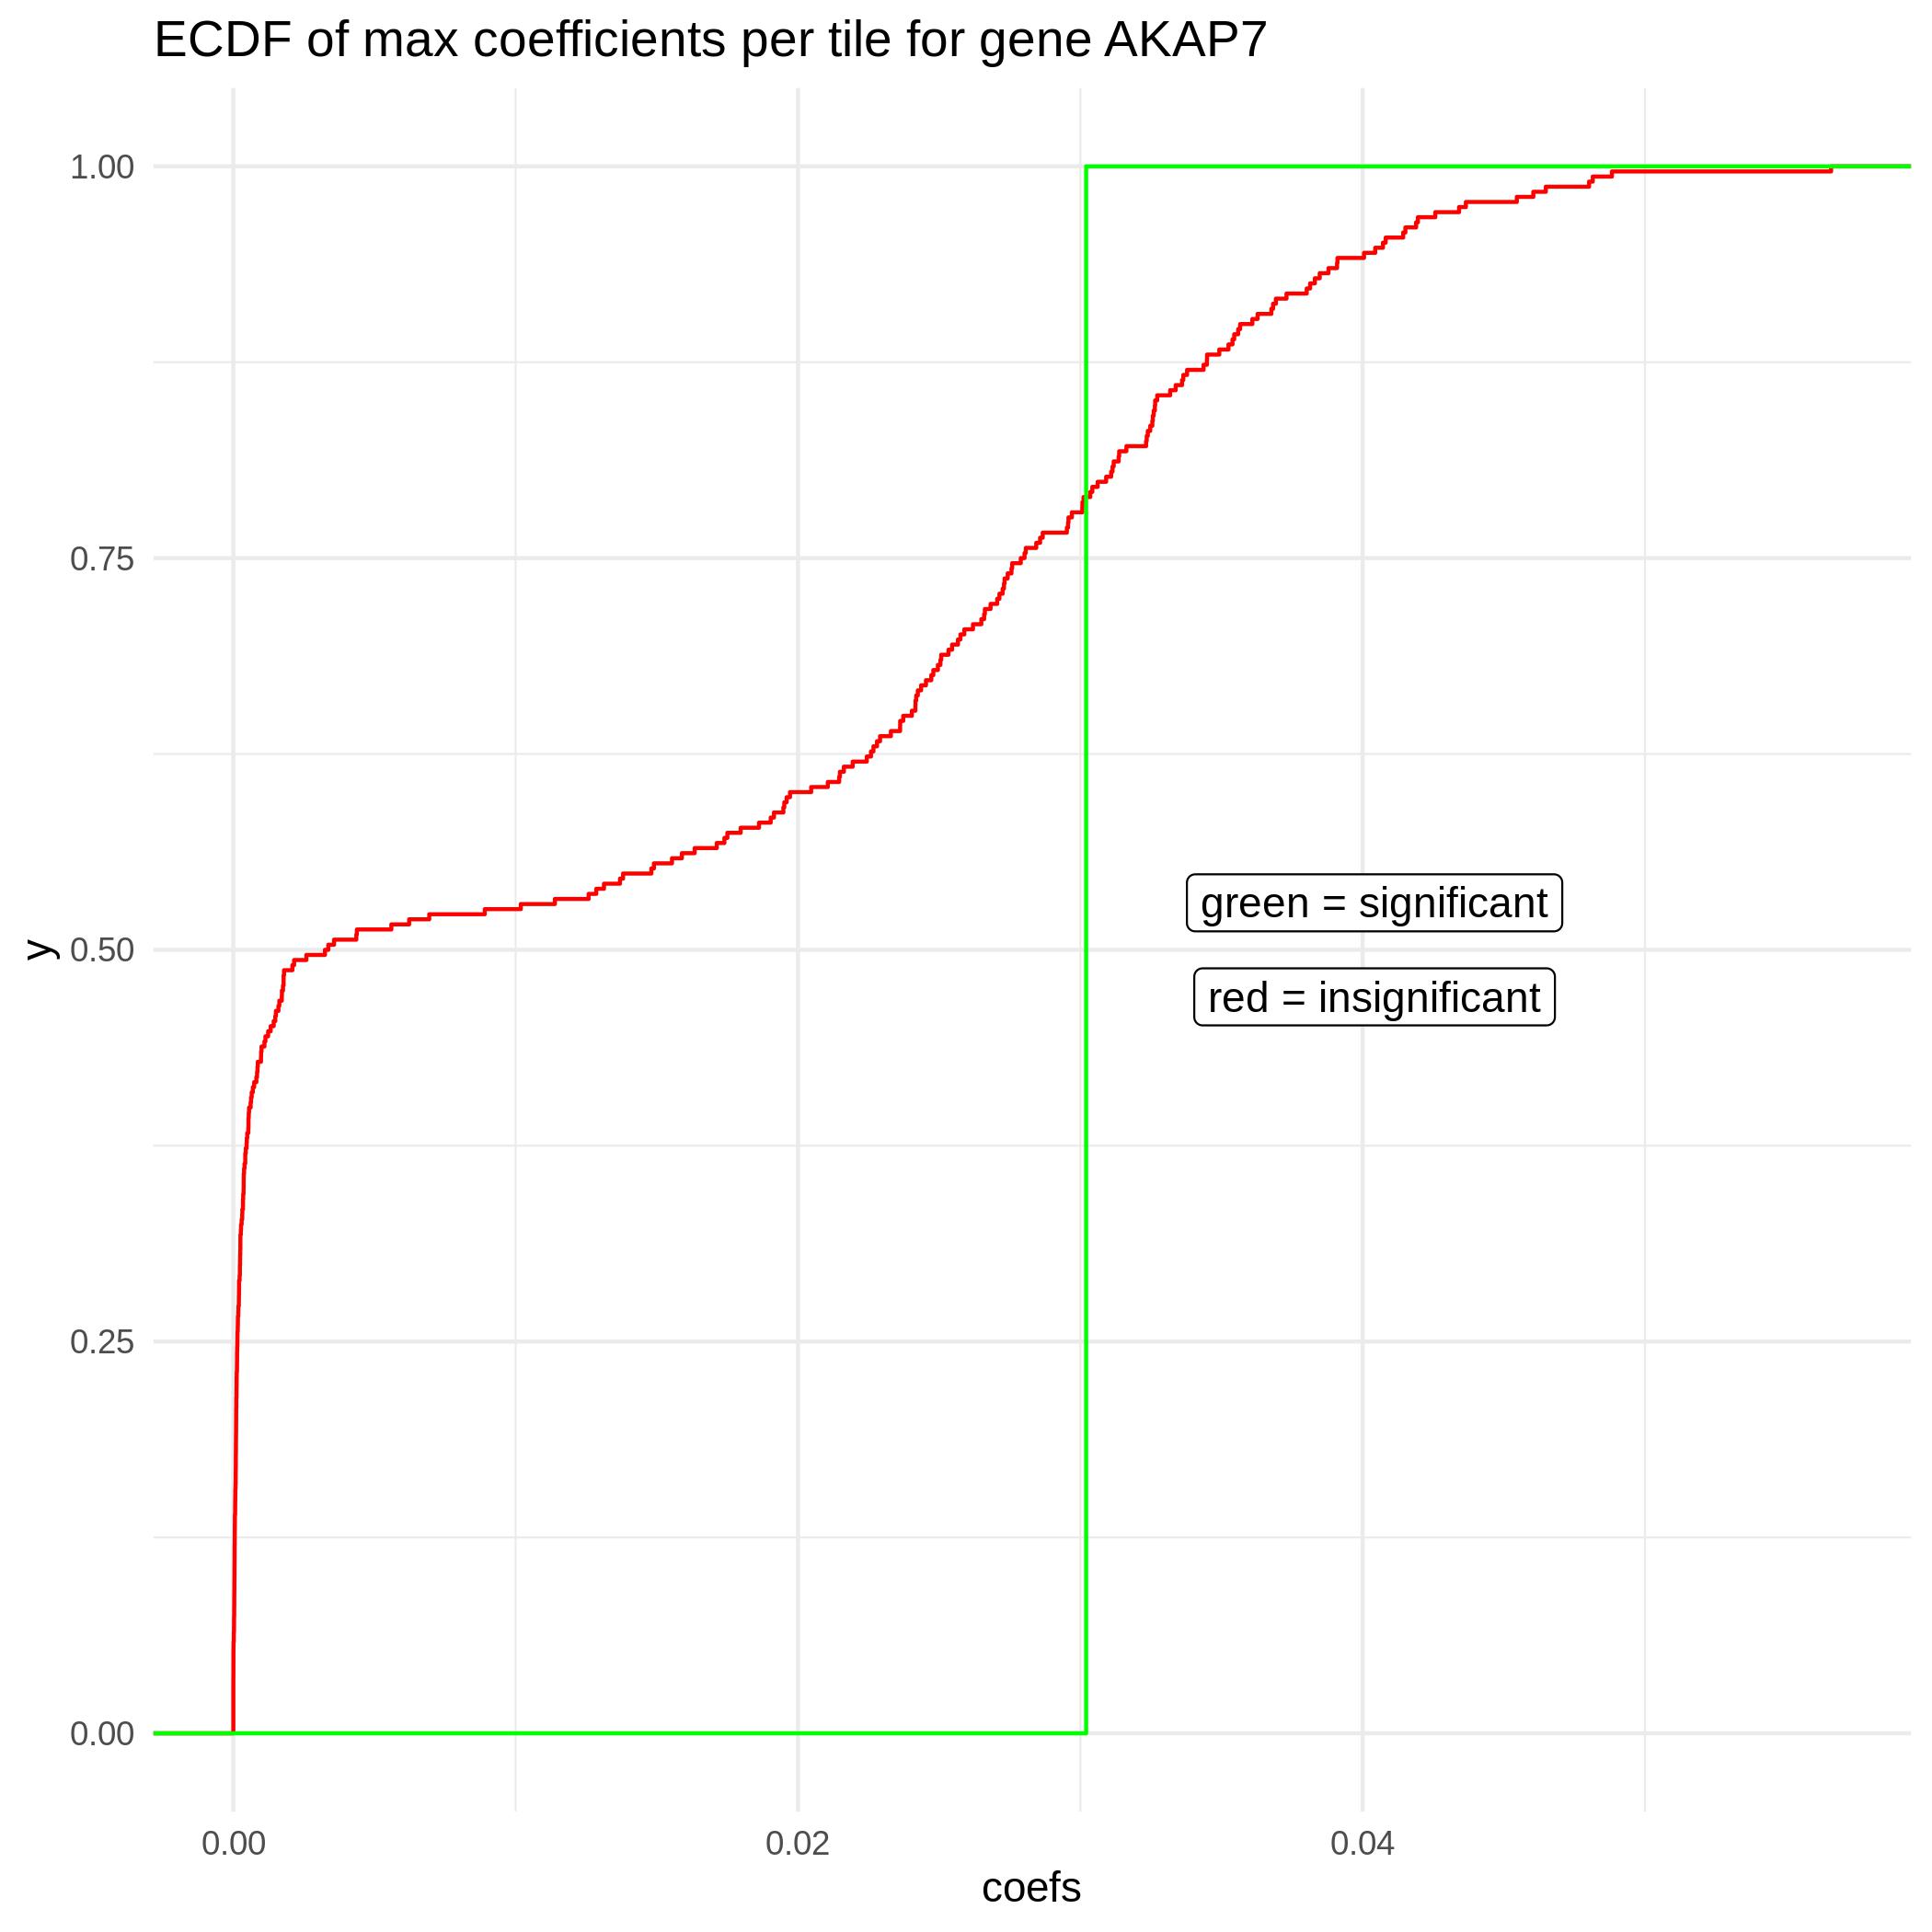 ECDF of max coefficients per tile for gene AKAP7
1.00
0.75
0.50
0.25
0.00
y
green = significant
red = insignificant
0.00
0.02
0.04
coefs